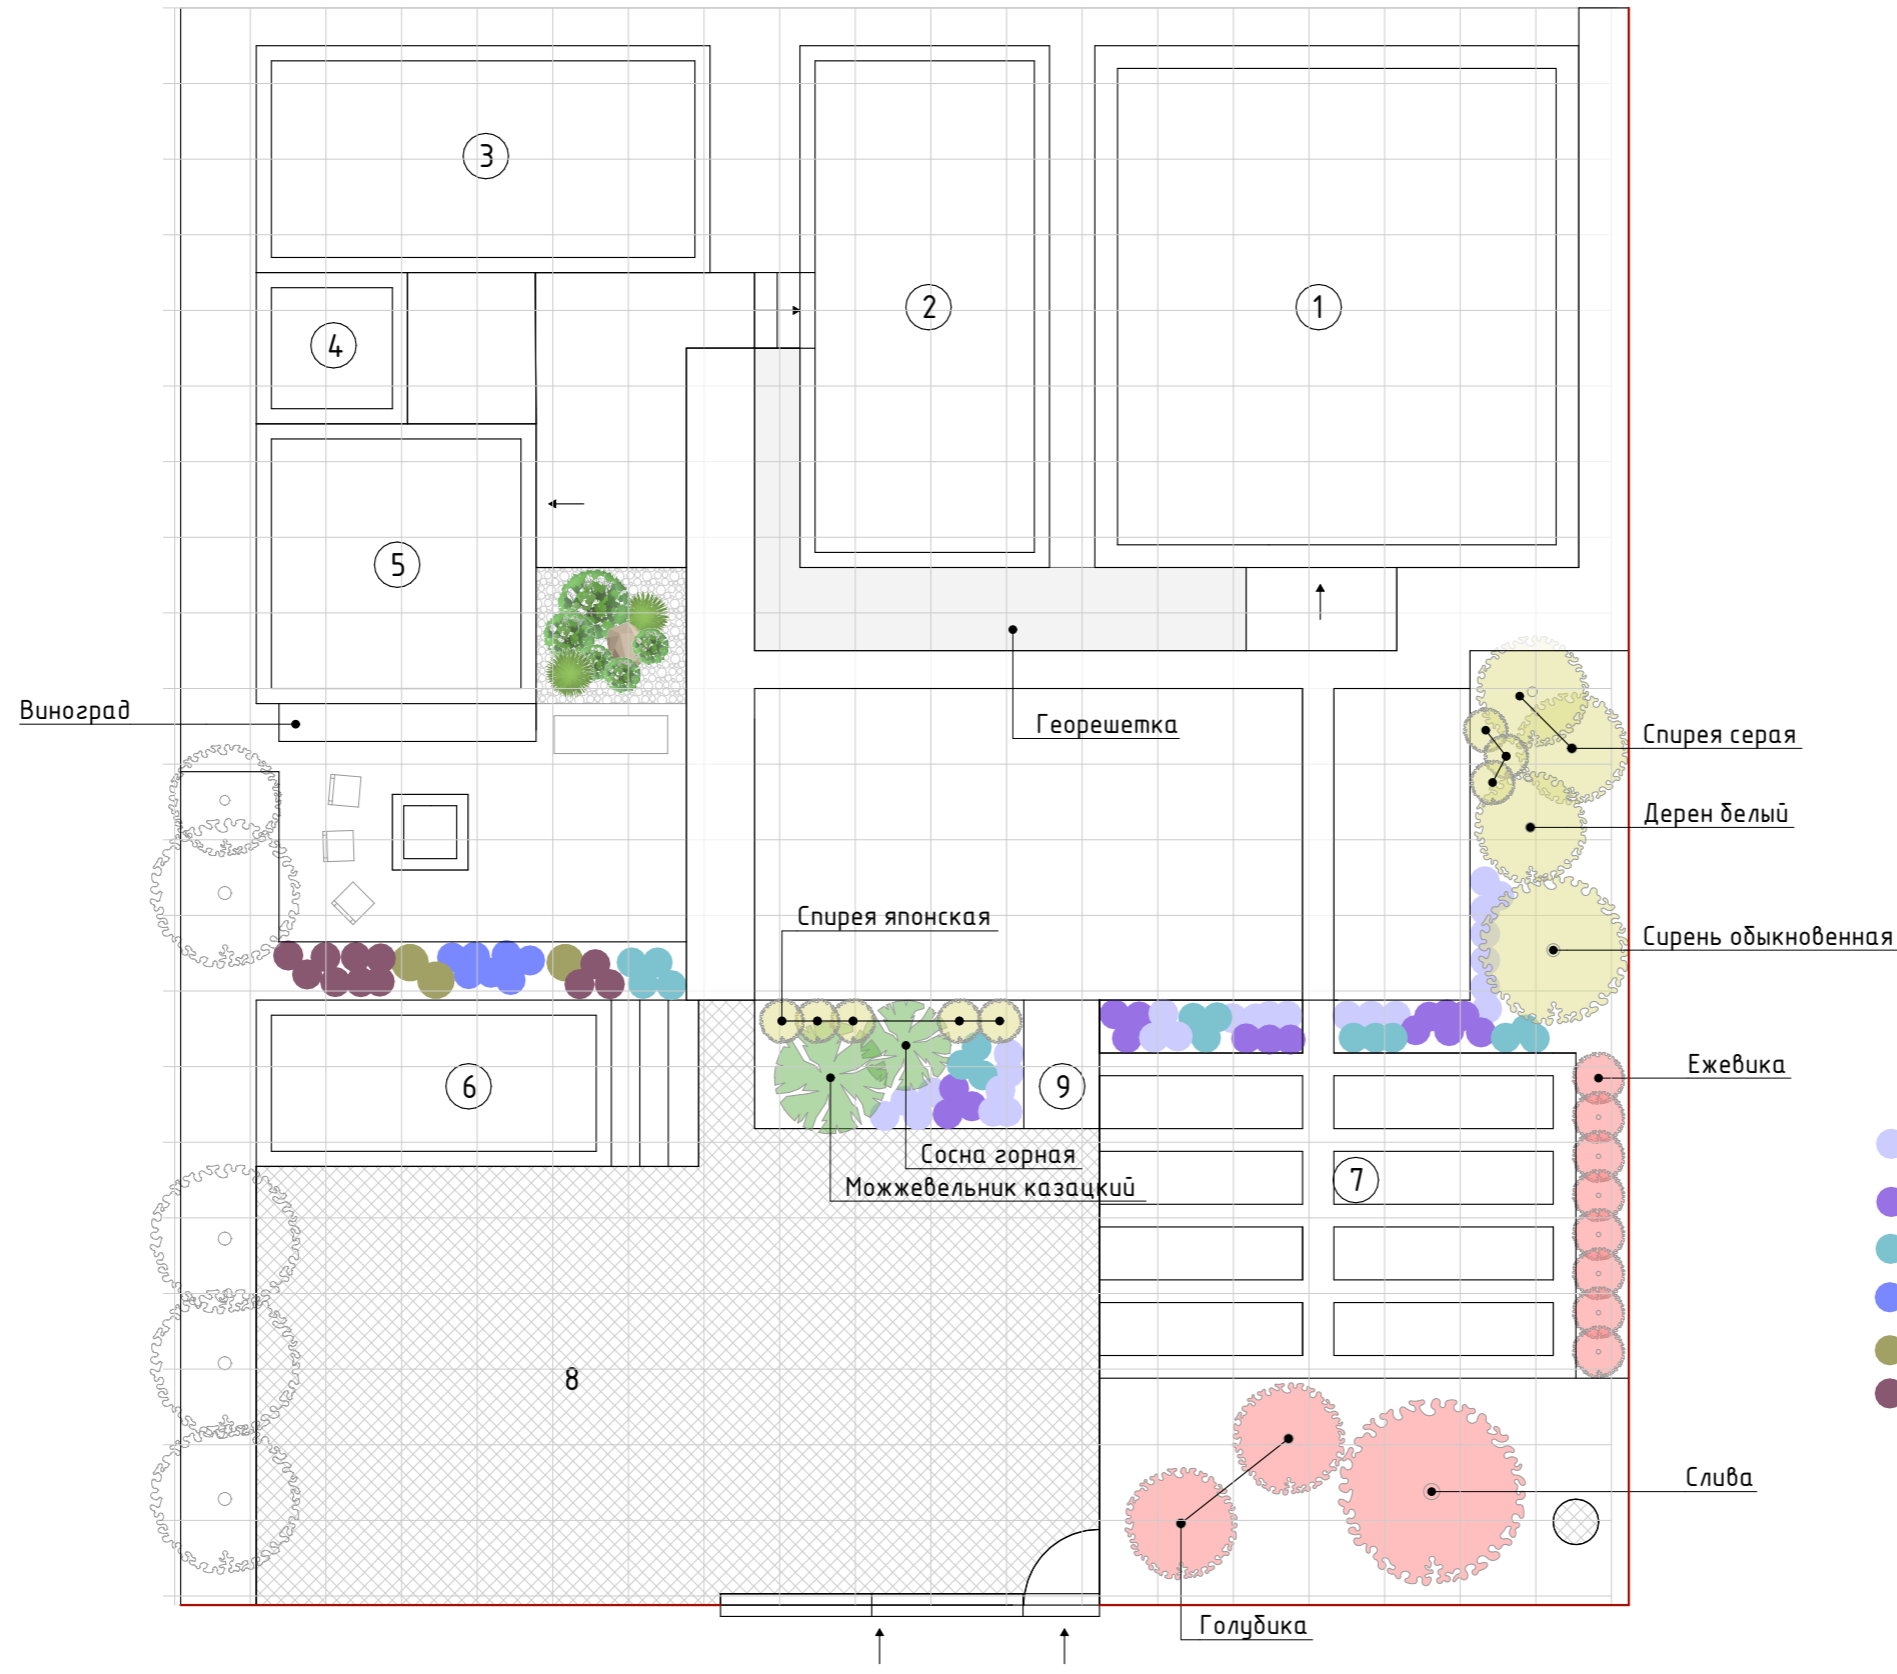 3
2
1
4
5
Виноград
Георешетка
Спирея серая
Дерен белый
Спирея японская
Сирень обыкновенная
6
9
Ежевика
Сосна горная
Можжевельник казацкий
7
8
Слива
Голубика